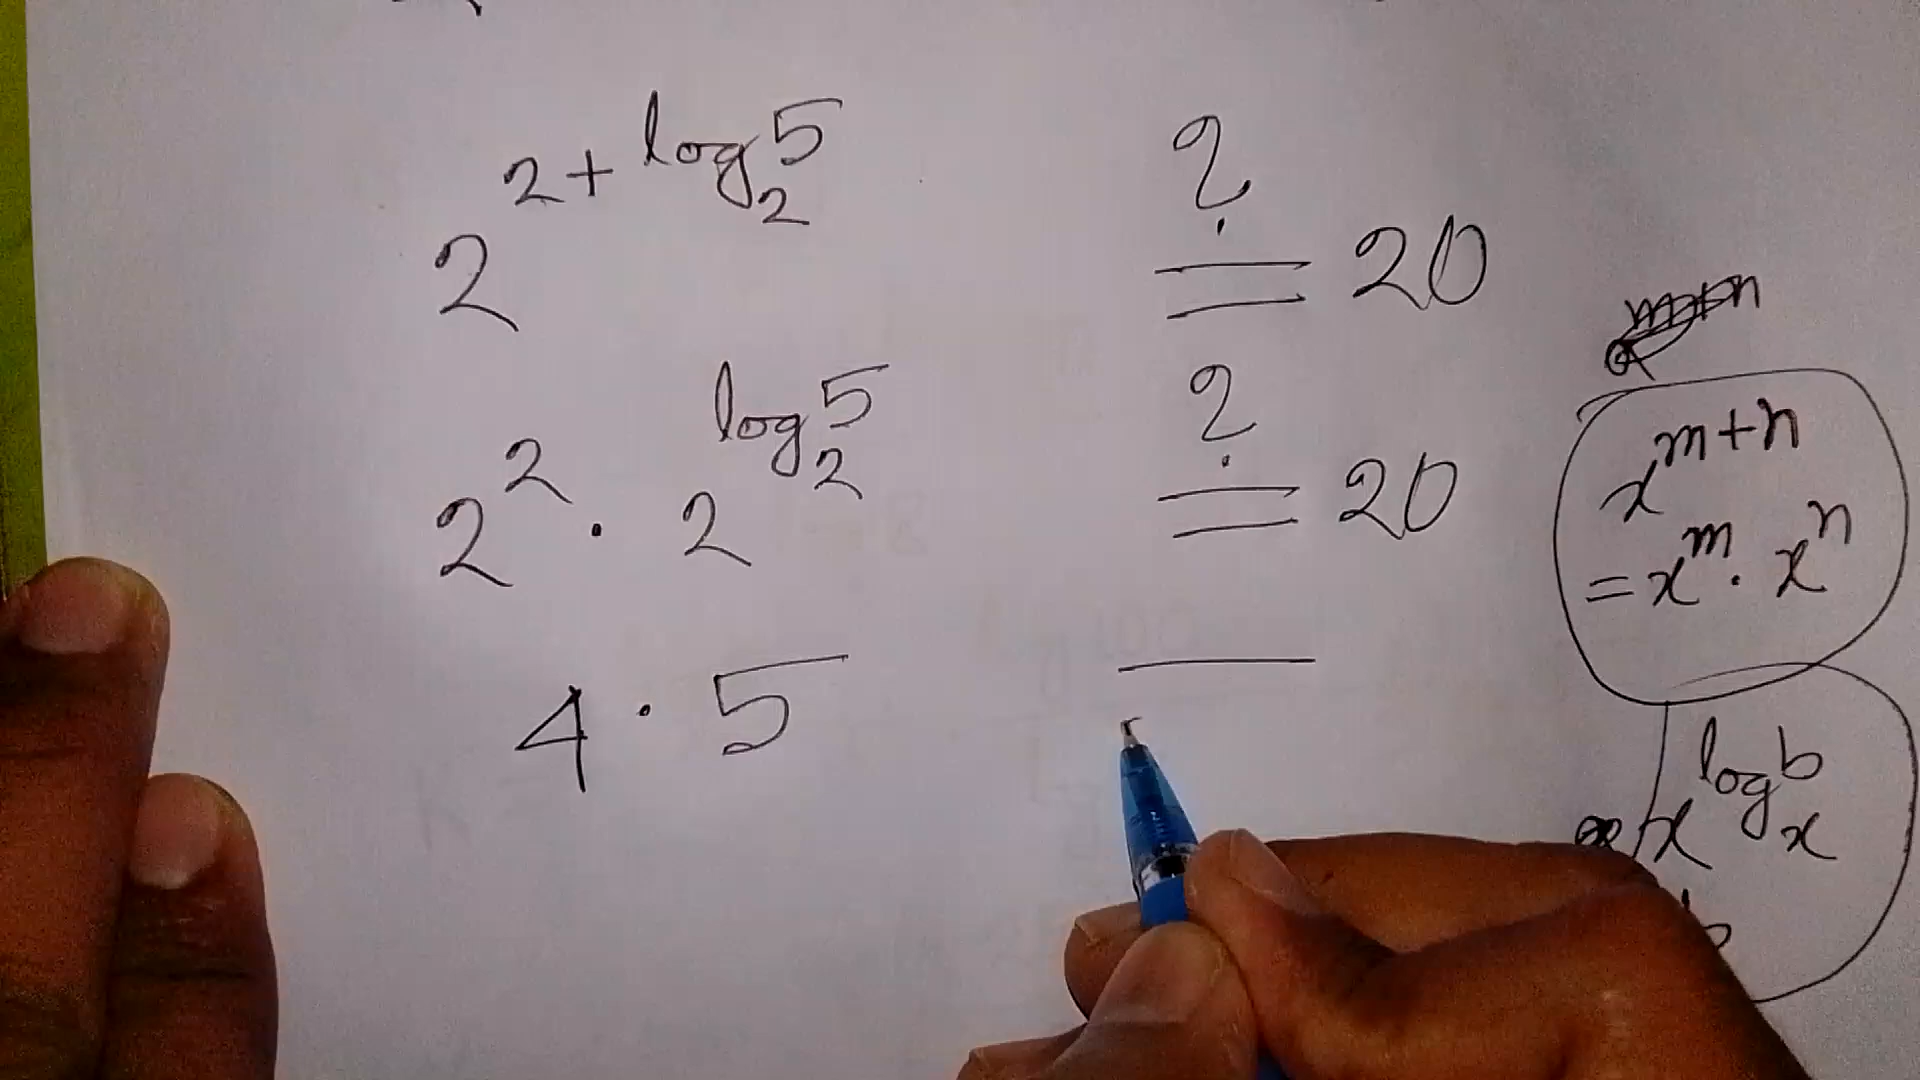 2^{2+log_2 5} ≟ 20
2^2 · 2^{log_2 5} ≟ 20
4 · 5 =
x^{m+n}
= x^m · x^n
x^{log_x b}